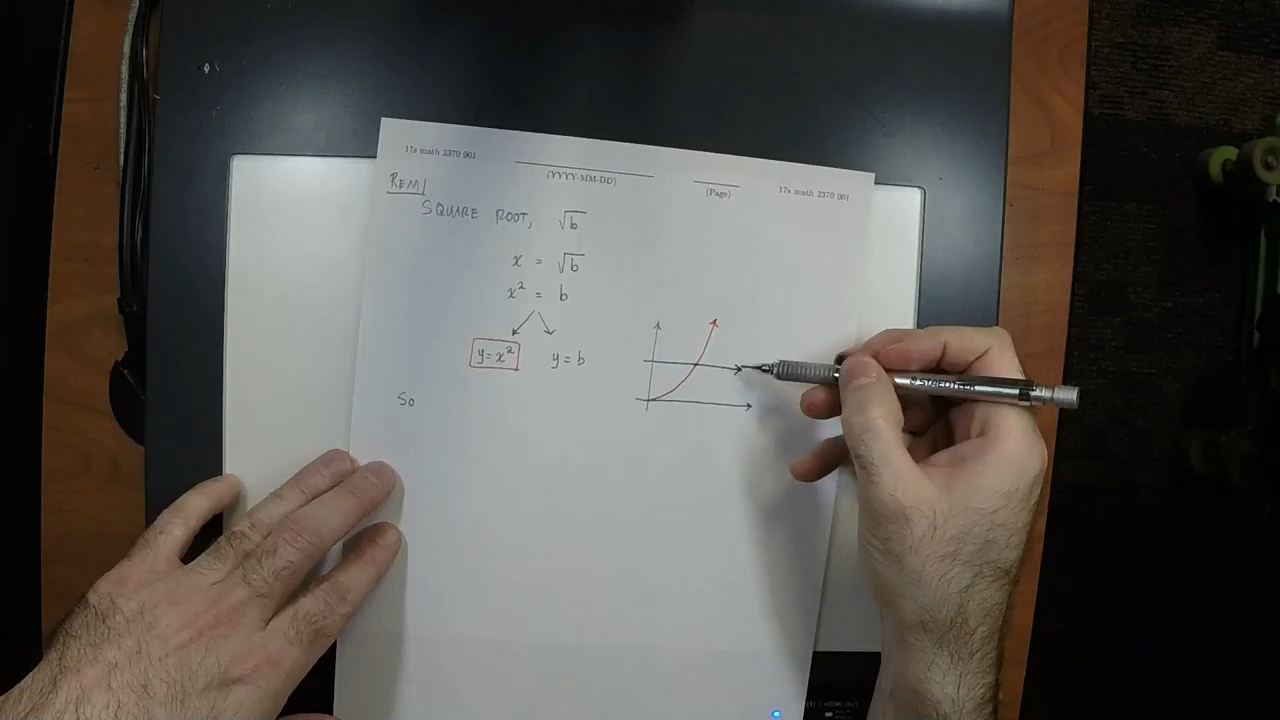 17s math 2370 001
(YYYY-MM-DD)
(Page)
17s math 2370 001
REM/
SQUARE ROOT, √b
x = √b
x² = b
y=x² y=b
So
STAEDTLER